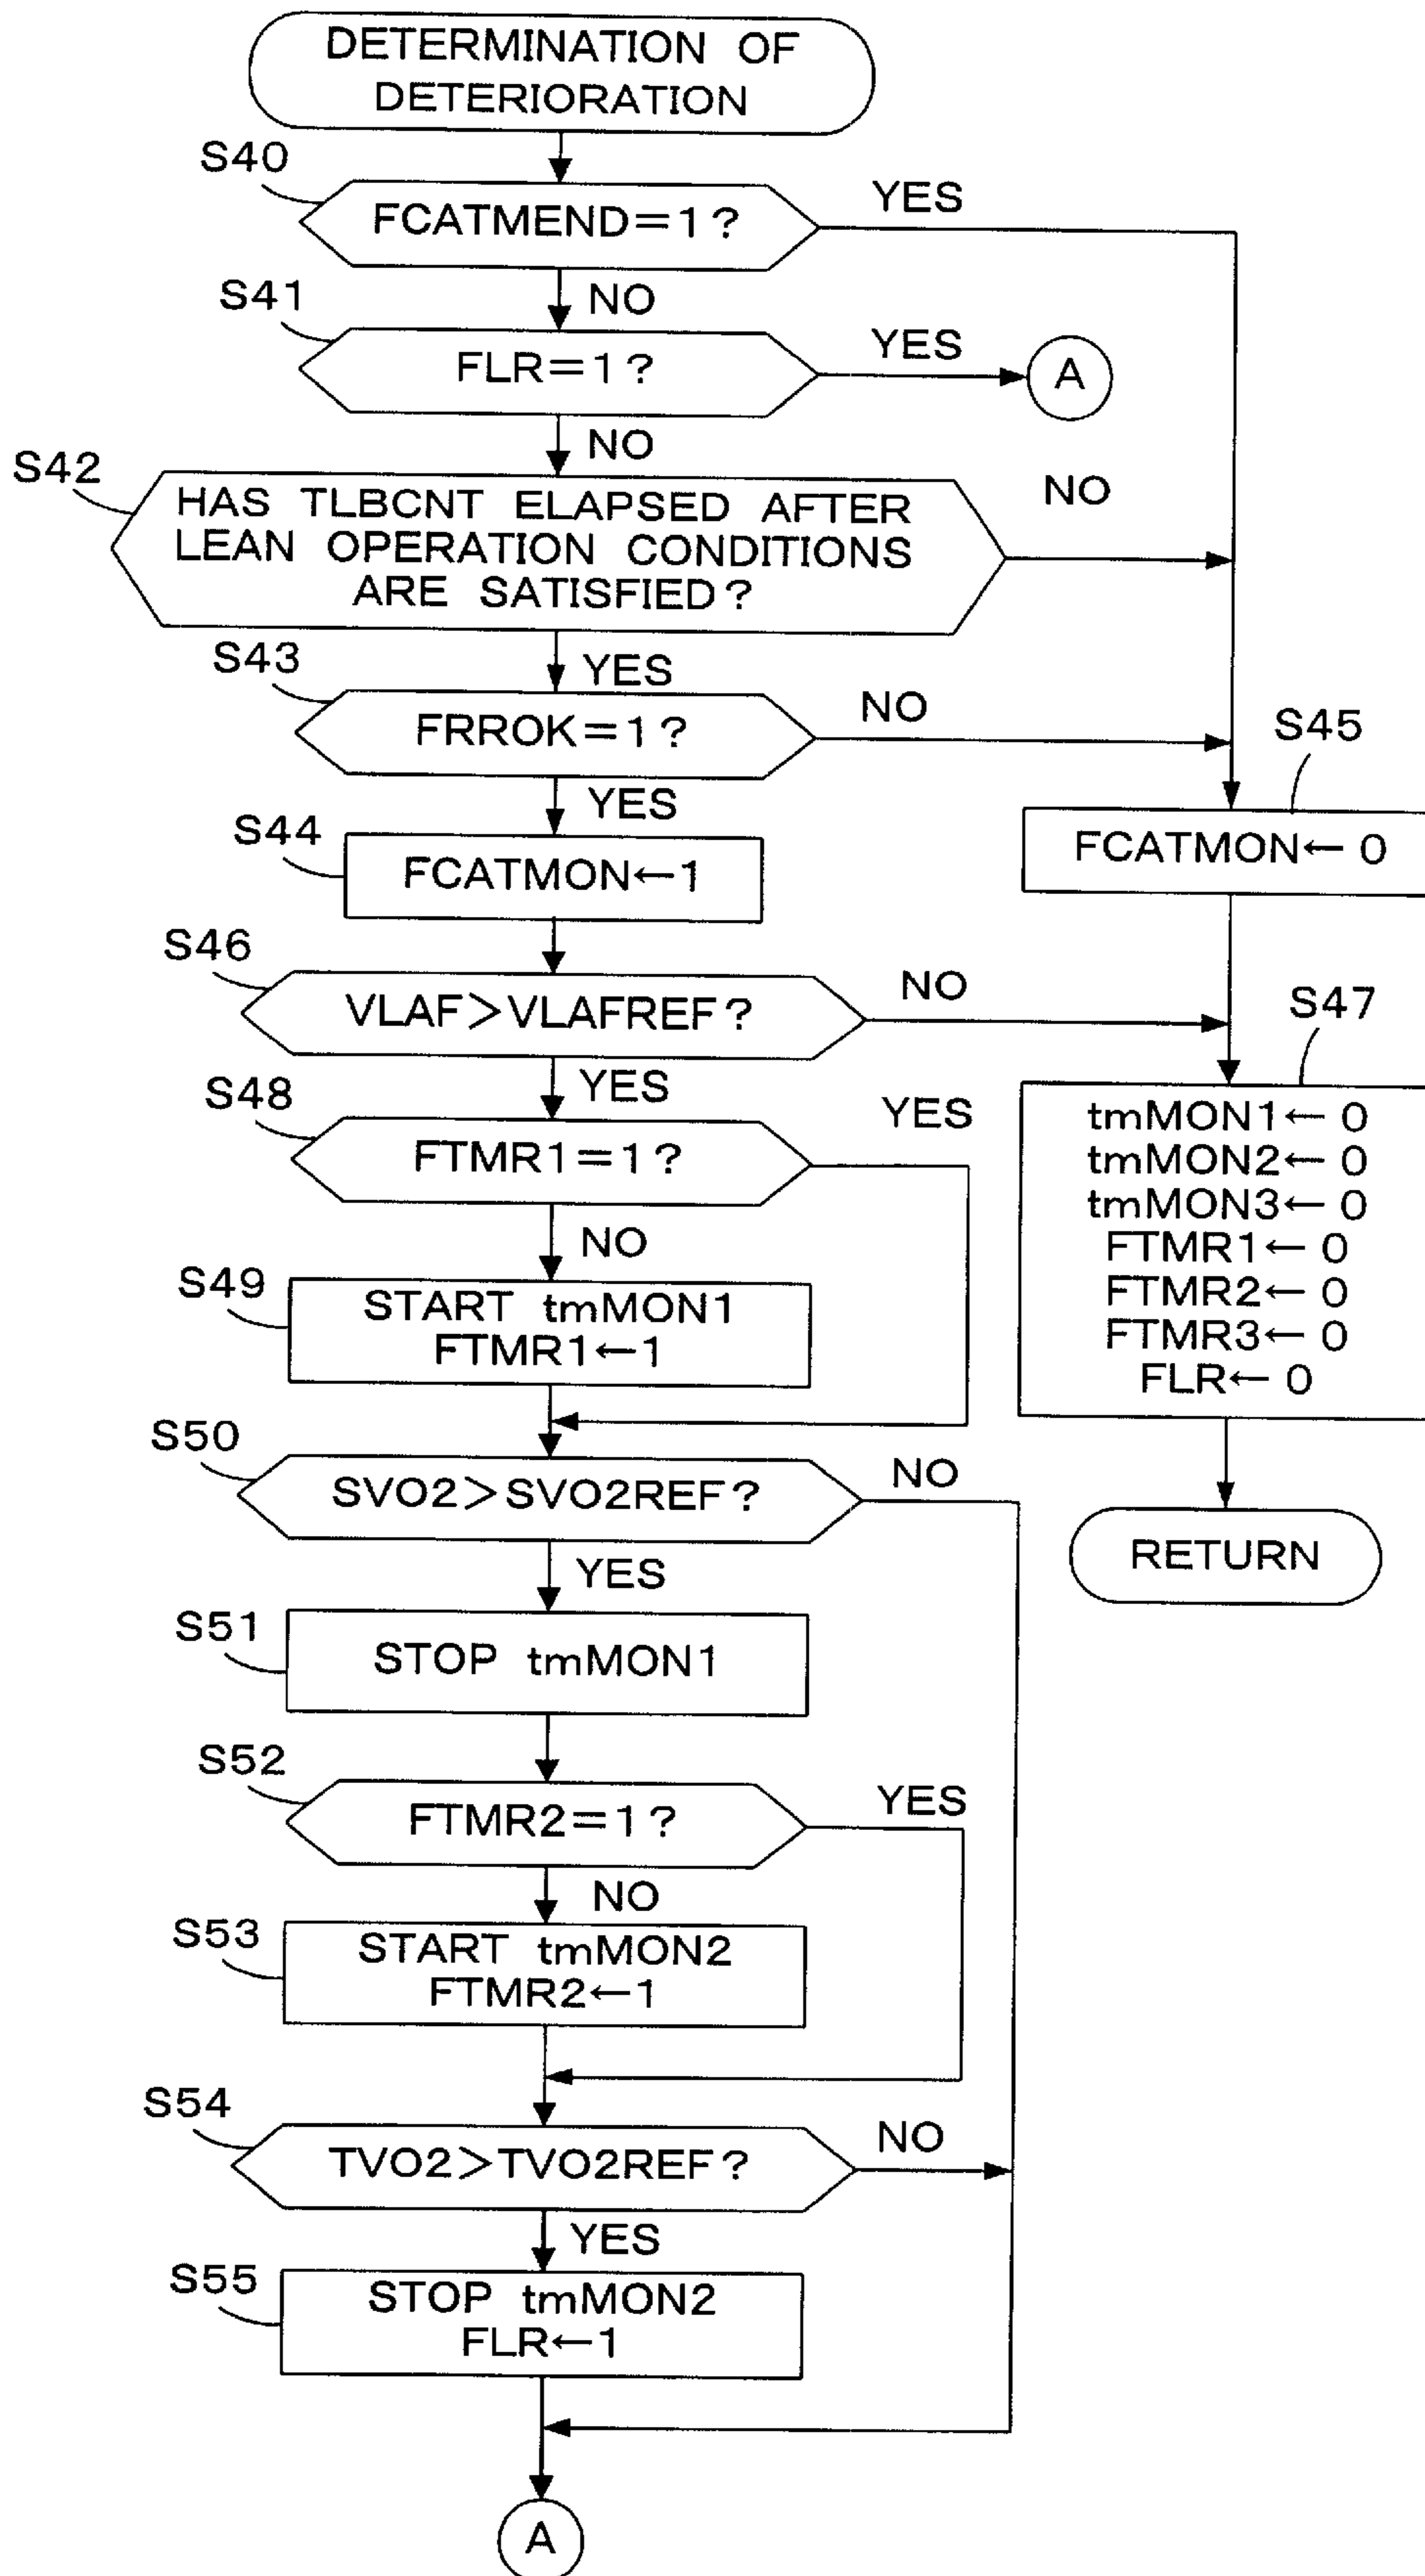 DETERMINATION OF
DETERIORATION
S40
FCATMEND=1?
YES
NO
S41
FLR=1?
YES
A
NO
S42
HAS TLBCNT ELAPSED AFTER
LEAN OPERATION CONDITIONS
ARE SATISFIED?
NO
YES
S43
FRROK=1?
NO
YES
S44
FCATMON←1
S45
FCATMON←0
S46
VLAF>VLAFREF?
NO
YES
S47
tmMON1←0
tmMON2←0
tmMON3←0
FTMR1←0
FTMR2←0
FTMR3←0
FLR←0
RETURN
S48
FTMR1=1?
YES
NO
S49
START tmMON1
FTMR1←1
S50
SVO2>SVO2REF?
NO
YES
S51
STOP tmMON1
S52
FTMR2=1?
YES
NO
S53
START tmMON2
FTMR2←1
S54
TVO2>TVO2REF?
NO
YES
S55
STOP tmMON2
FLR←1
A